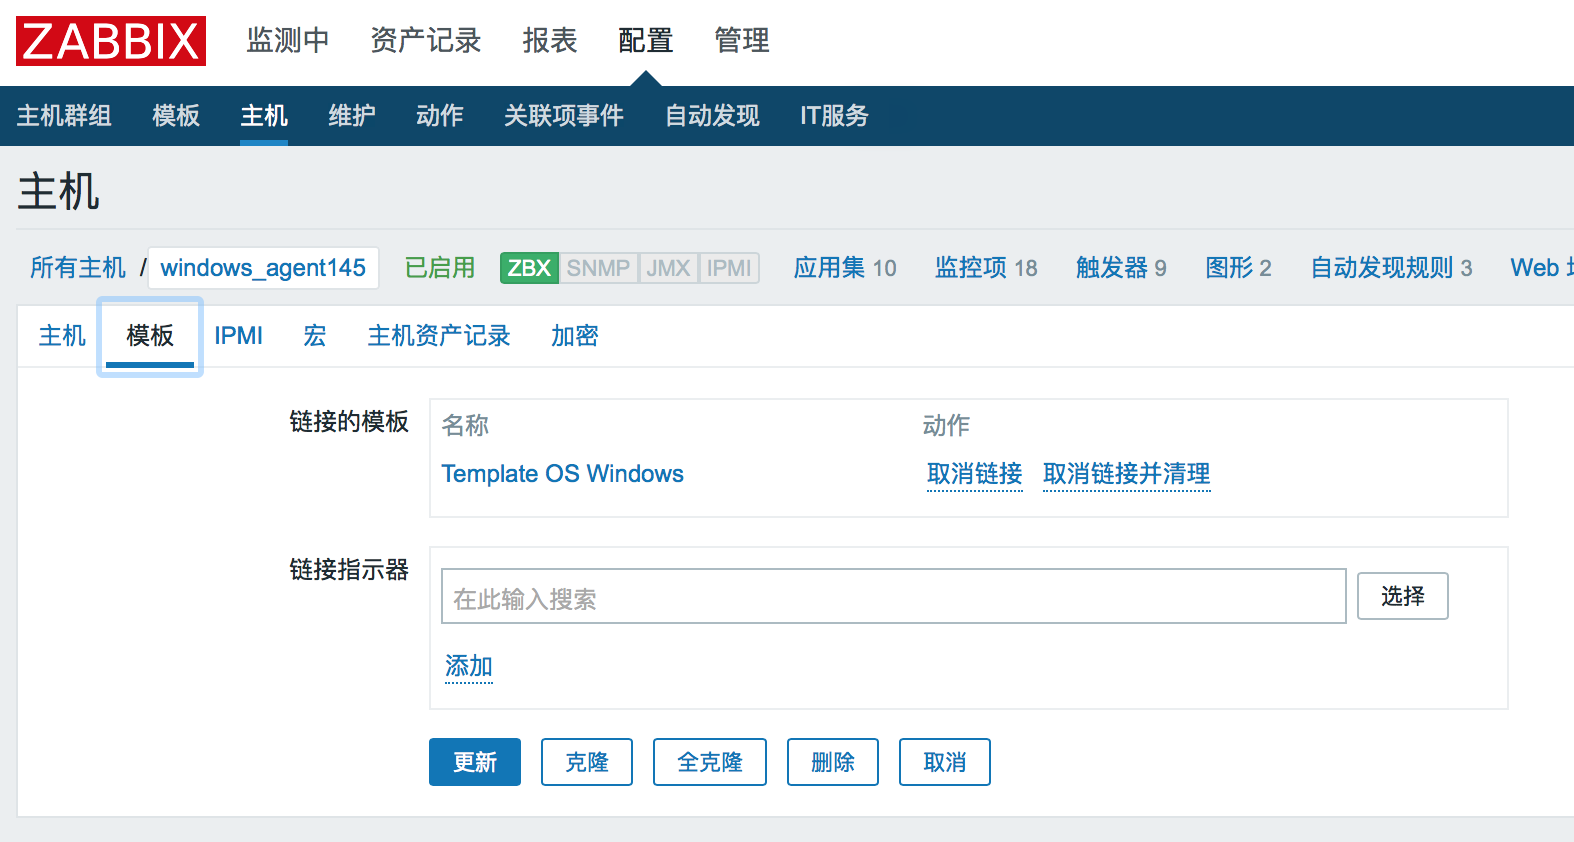 ZABBIX 监测中 资产记录 报表 配置 管理
主机群组 模板 主机 维护 动作 关联项事件 自动发现 IT服务
主机
所有主机 / windows_agent145 已启用 ZBX SNMP JMX IPMI 应用集 10 监控项 18 触发器 9 图形 2 自动发现规则 3 Web
主机 模板 IPMI 宏 主机资产记录 加密
链接的模板 名称 动作
Template OS Windows 取消链接 取消链接并清理
链接指示器
在此输入搜索 选择
添加
更新 克隆 全克隆 删除 取消